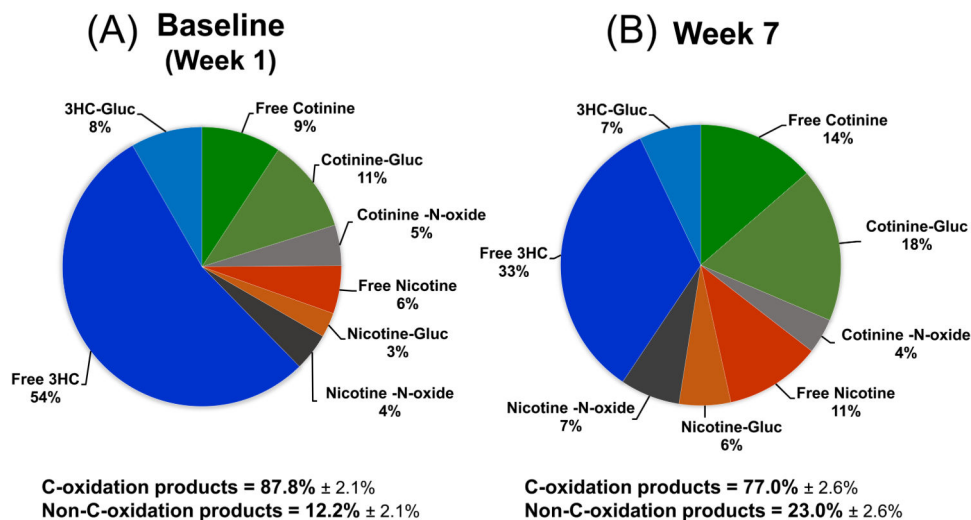 (A) Baseline
(Week 1)
3HC-Gluc
8%
Free Cotinine
9%
Cotinine-Gluc
11%
Cotinine -N-oxide
5%
Free Nicotine
6%
Nicotine-Gluc
3%
Nicotine -N-oxide
4%
Free 3HC
54%
C-oxidation products = 87.8% ± 2.1%
Non-C-oxidation products = 12.2% ± 2.1%
(B) Week 7
3HC-Gluc
7%
Free Cotinine
14%
Cotinine-Gluc
18%
Cotinine -N-oxide
4%
Free Nicotine
11%
Nicotine-Gluc
6%
Nicotine -N-oxide
7%
Free 3HC
33%
C-oxidation products = 77.0% ± 2.6%
Non-C-oxidation products = 23.0% ± 2.6%